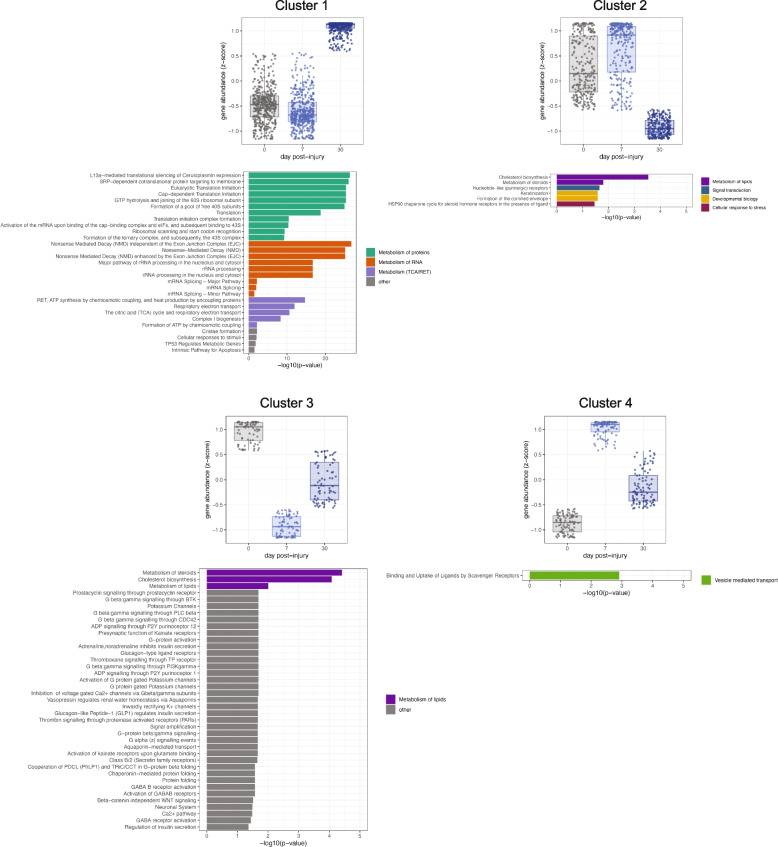 Cluster 1
gene abundance (z-score)
1.0
0.5
0.0
-0.5
-1.0
0
7
30
day post-injury
L13a-mediated translational silencing of Ceruloplasmin expression
SRP-dependent cotranslational protein targeting to membrane
Eukaryotic Translation Initiation
Cap-dependent Translation Initiation
GTP hydrolysis and joining of the 60S ribosomal subunit
Formation of a pool of free 40S subunits
Translation
Translation initiation complex formation
Activation of the mRNA upon binding of the cap-binding complex and eIFs, and subsequent binding to 43S
Ribosomal scanning and start codon recognition
Formation of the ternary complex, and subsequently, the 43S complex
Nonsense Mediated Decay (NMD) independent of the Exon Junction Complex (EJC)
Nonsense-Mediated Decay (NMD)
Nonsense Mediated Decay (NMD) enhanced by the Exon Junction Complex (EJC)
Major pathway of rRNA processing in the nucleolus and cytosol
rRNA processing
rRNA processing in the nucleus and cytosol
mRNA Splicing - Major Pathway
mRNA Splicing
mRNA Splicing - Minor Pathway
RET, ATP synthesis by chemiosmotic coupling, and heat production by uncoupling proteins
Respiratory electron transport
The citric acid (TCA) cycle and respiratory electron transport
Complex I biogenesis
Formation of ATP by chemiosmotic coupling
Cristae formation
Cellular responses to stimulus
TP53 Regulates Metabolic Genes
Intrinsic Pathway for Apoptosis
0
10
20
-log10(p-value)
Metabolism of proteins
Metabolism of RNA
Metabolism (TCA/RET)
other
Cluster 2
gene abundance (z-score)
1.0
0.5
0.0
-0.5
-1.0
0
7
30
day post-injury
Cholesterol biosynthesis
Metabolism of steroids
Nucleotide-like (purinergic) receptors
Keratinization
Formation of the cornified envelope
HSP90 chaperone cycle for steroid hormone receptors in the presence of ligand
0 1 2 3 4 5
-log10(p-value)
Metabolism of lipids
Signal transduction
Developmental biology
Cellular response to stress
Cluster 3
gene abundance (z-score)
1.0
0.5
0.0
-0.5
-1.0
0
7
30
day post-injury
Metabolism of steroids
Cholesterol biosynthesis
Metabolism of lipids
Prostacyclin signalling through prostacyclin receptor
G beta:gamma signalling through BTK
Potassium Channels
G beta:gamma signalling through PLC beta
G beta:gamma signalling through CDC42
ADP signalling through P2Y purinoceptor 12
Presynaptic function of Kainate receptors
G-protein activation
Adrenaline,noradrenaline inhibits insulin secretion
Glucagon-type ligand receptors
Thromboxane signalling through TP receptor
G beta:gamma signalling through PI3Kgamma
ADP signalling through P2Y purinoceptor 1
Activation of G protein gated Potassium channels
G protein gated Potassium channels
Inhibition of voltage gated Ca2+ channels via Gbeta/gamma subunits
Vasopressin regulates renal water homeostasis via Aquaporins
Inwardly rectifying K+ channels
Glucagon-like Peptide-1 (GLP1) regulates insulin secretion
Thrombin signalling through proteinase activated receptors (PARs)
Signal amplification
G-protein beta:gamma signalling
G alpha (z) signalling events
Aquaporin-mediated transport
Activation of kainate receptors upon glutamate binding
Class B/2 (Secretin family receptors)
Cooperation of PDCL (PhLP1) and TRiC/CCT in G-protein beta folding
Chaperonin-mediated protein folding
Protein folding
GABA B receptor activation
Activation of GABAB receptors
Beta-catenin independent WNT signaling
Neuronal System
Ca2+ pathway
GABA receptor activation
Regulation of insulin secretion
0 1 2 3 4 5
-log10(p-value)
Metabolism of lipids
other
Cluster 4
gene abundance (z-score)
1.0
0.5
0.0
-0.5
-1.0
0
7
30
day post-injury
Binding and Uptake of Ligands by Scavenger Receptors
0 1 2 3 4 5
-log10(p-value)
Vesicle mediated transport